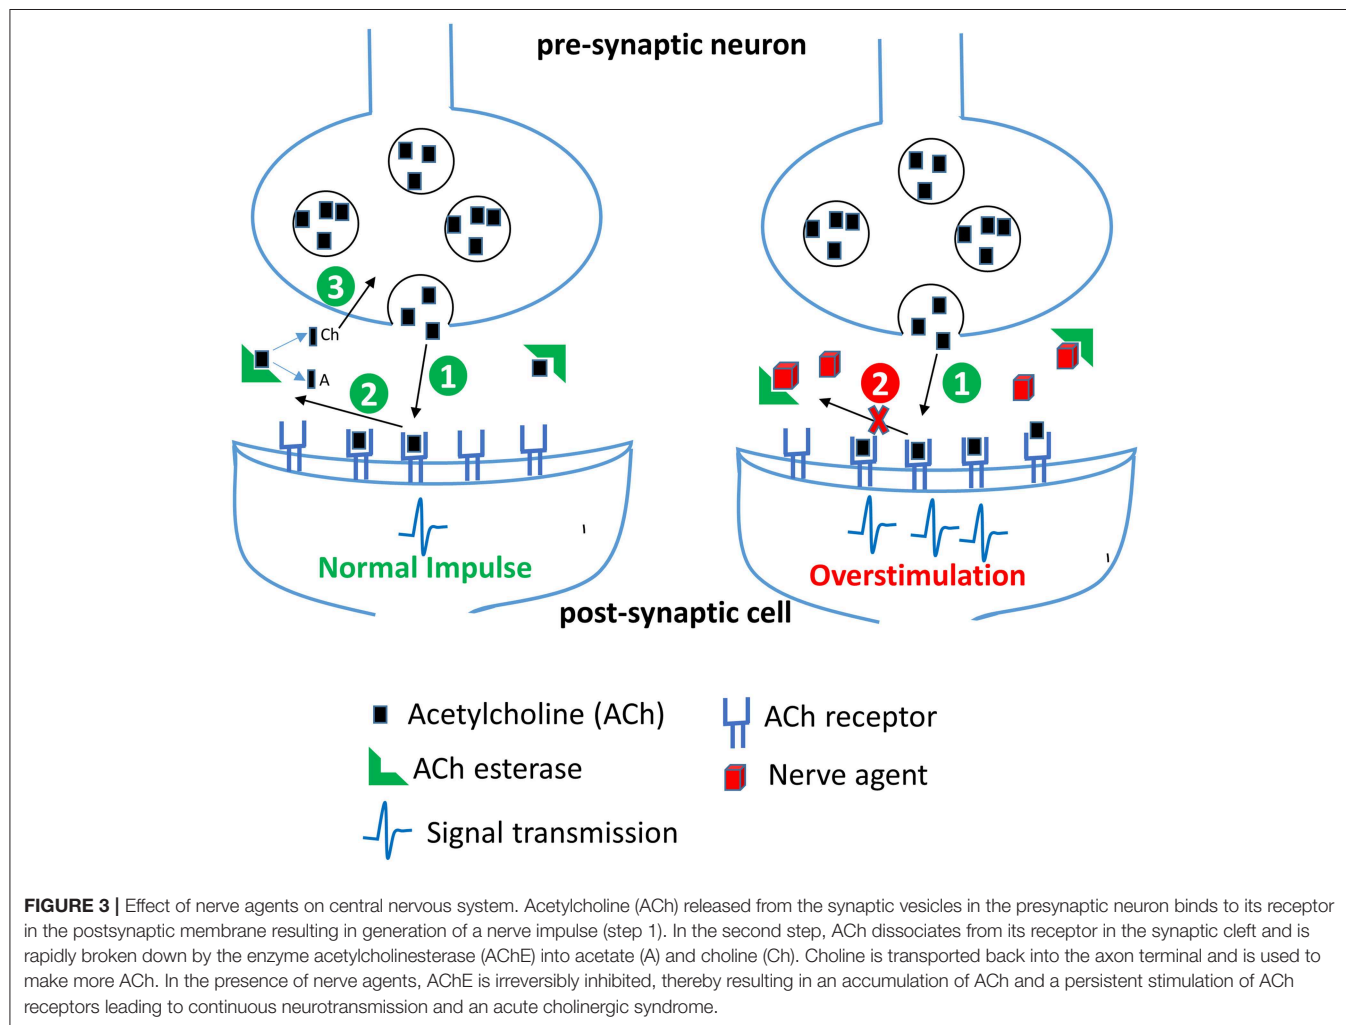 pre-synaptic neuron
3
Ch
A
2
1
2
1
X
Normal Impulse
Overstimulation
post-synaptic cell
Acetylcholine (ACh)
ACh receptor
ACh esterase
Nerve agent
Signal transmission
FIGURE 3 | Effect of nerve agents on central nervous system. Acetylcholine (ACh) released from the synaptic vesicles in the presynaptic neuron binds to its receptor
in the postsynaptic membrane resulting in generation of a nerve impulse (step 1). In the second step, ACh dissociates from its receptor in the synaptic cleft and is
rapidly broken down by the enzyme acetylcholinesterase (AChE) into acetate (A) and choline (Ch). Choline is transported back into the axon terminal and is used to
make more ACh. In the presence of nerve agents, AChE is irreversibly inhibited, thereby resulting in an accumulation of ACh and a persistent stimulation of ACh
receptors leading to continuous neurotransmission and an acute cholinergic syndrome.